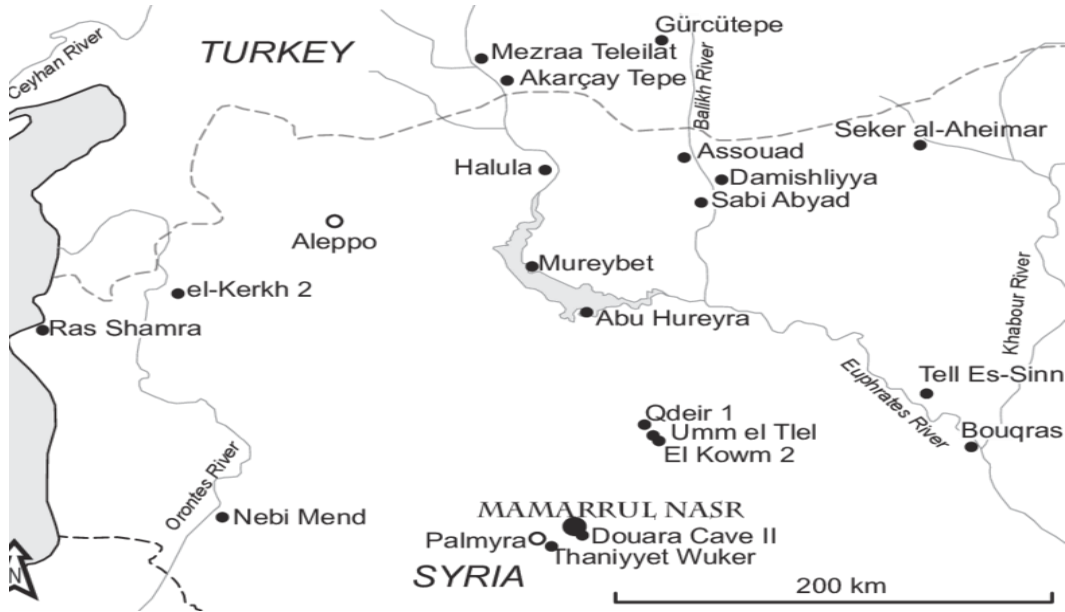 Gürcütepe
Ceyhan River
TURKEY
Mezraa Teleilat
Akarçay Tepe
Balikh River
Seker al-Aheimar
Assouad
Halula
Damishliyya
Sabi Abyad
Aleppo
Mureybet
el-Kerkh 2
Abu Hureyra
Ras Shamra
Khabour River
Euphrates River
Tell Es-Sinn
Qdeir 1
Umm el Tlel
Bouqras
El Kowm 2
Orontes River
MAMARRUL NASR
Nebi Mend
Douara Cave II
Palmyra
Thaniyyet Wuker
N
SYRIA
200 km